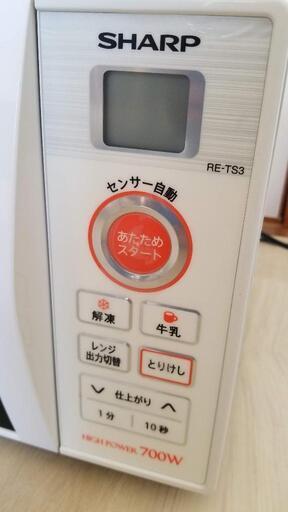 SHARP
RE-TS3
センサー自動
あたため
スタート
解凍
牛乳
レンジ
出力切替
とりけし
仕上がり
1分
10秒
HIGH POWER 700W